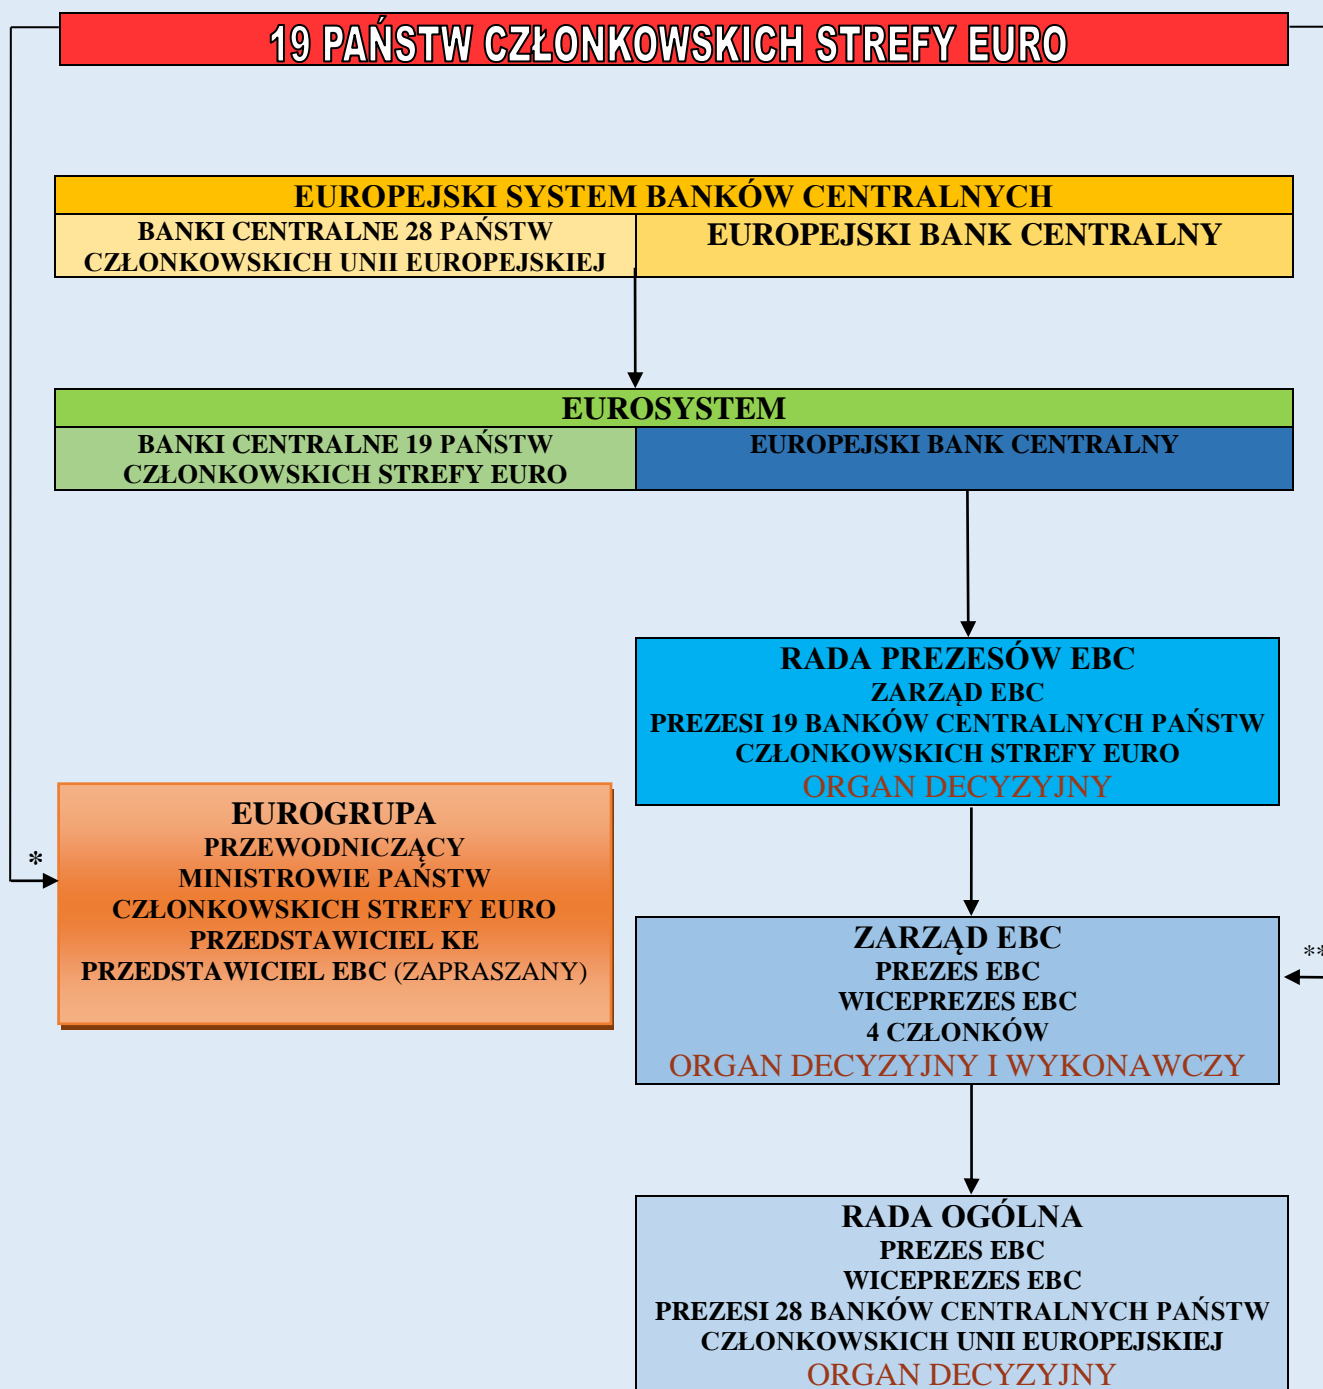 19 PAŃSTW CZŁONKOWSKICH STREFY EURO
EUROPEJSKI SYSTEM BANKÓW CENTRALNYCH
BANKI CENTRALNE 28 PAŃSTW
CZŁONKOWSKICH UNII EUROPEJSKIEJ
EUROPEJSKI BANK CENTRALNY
EUROSYSTEM
BANKI CENTRALNE 19 PAŃSTW
CZŁONKOWSKICH STREFY EURO
EUROPEJSKI BANK CENTRALNY
RADA PREZESÓW EBC
ZARZĄD EBC
PREZESI 19 BANKÓW CENTRALNYCH PAŃSTW
CZŁONKOWSKICH STREFY EURO
ORGAN DECYZYJNY
*
EUROGRUPA
PRZEWODNICZĄCY
MINISTROWIE PAŃSTW
CZŁONKOWSKICH STREFY EURO
PRZEDSTAWICIEL KE
PRZEDSTAWICIEL EBC (ZAPRASZANY)
ZARZĄD EBC
PREZES EBC
WICEPREZES EBC
4 CZŁONKÓW
ORGAN DECYZYJNY I WYKONAWCZY
**
RADA OGÓLNA
PREZES EBC
WICEPREZES EBC
PREZESI 28 BANKÓW CENTRALNYCH PAŃSTW
CZŁONKOWSKICH UNII EUROPEJSKIEJ
ORGAN DECYZYJNY